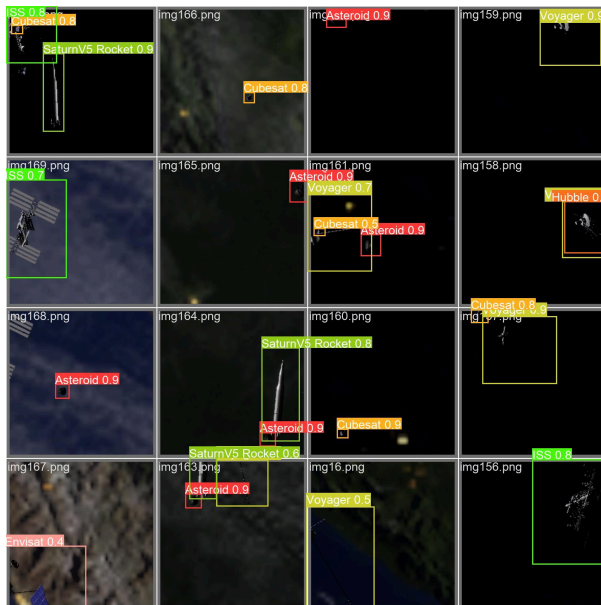 ISS 0.8
Cubesat 0.8
SaturnV5 Rocket 0.9
img166.png
Cubesat 0.8
Asteroid 0.9
img159.png
Voyager 0.9
img169.png
ISS 0.7
img165.png
Asteroid 0.9
img161.png
Voyager 0.7
Cubesat 0.5
Asteroid 0.9
img158.png
Hubble
img168.png
Asteroid 0.9
img164.png
SaturnV5 Rocket 0.8
Asteroid 0.9
img160.png
Cubesat 0.9
Cubesat 0.8
Voyager 0.9
img167.png
Envisat 0.4
img163.png
SaturnV5 Rocket 0.6
Asteroid 0.9
img16.png
Voyager 0.5
img156.png
ISS 0.8